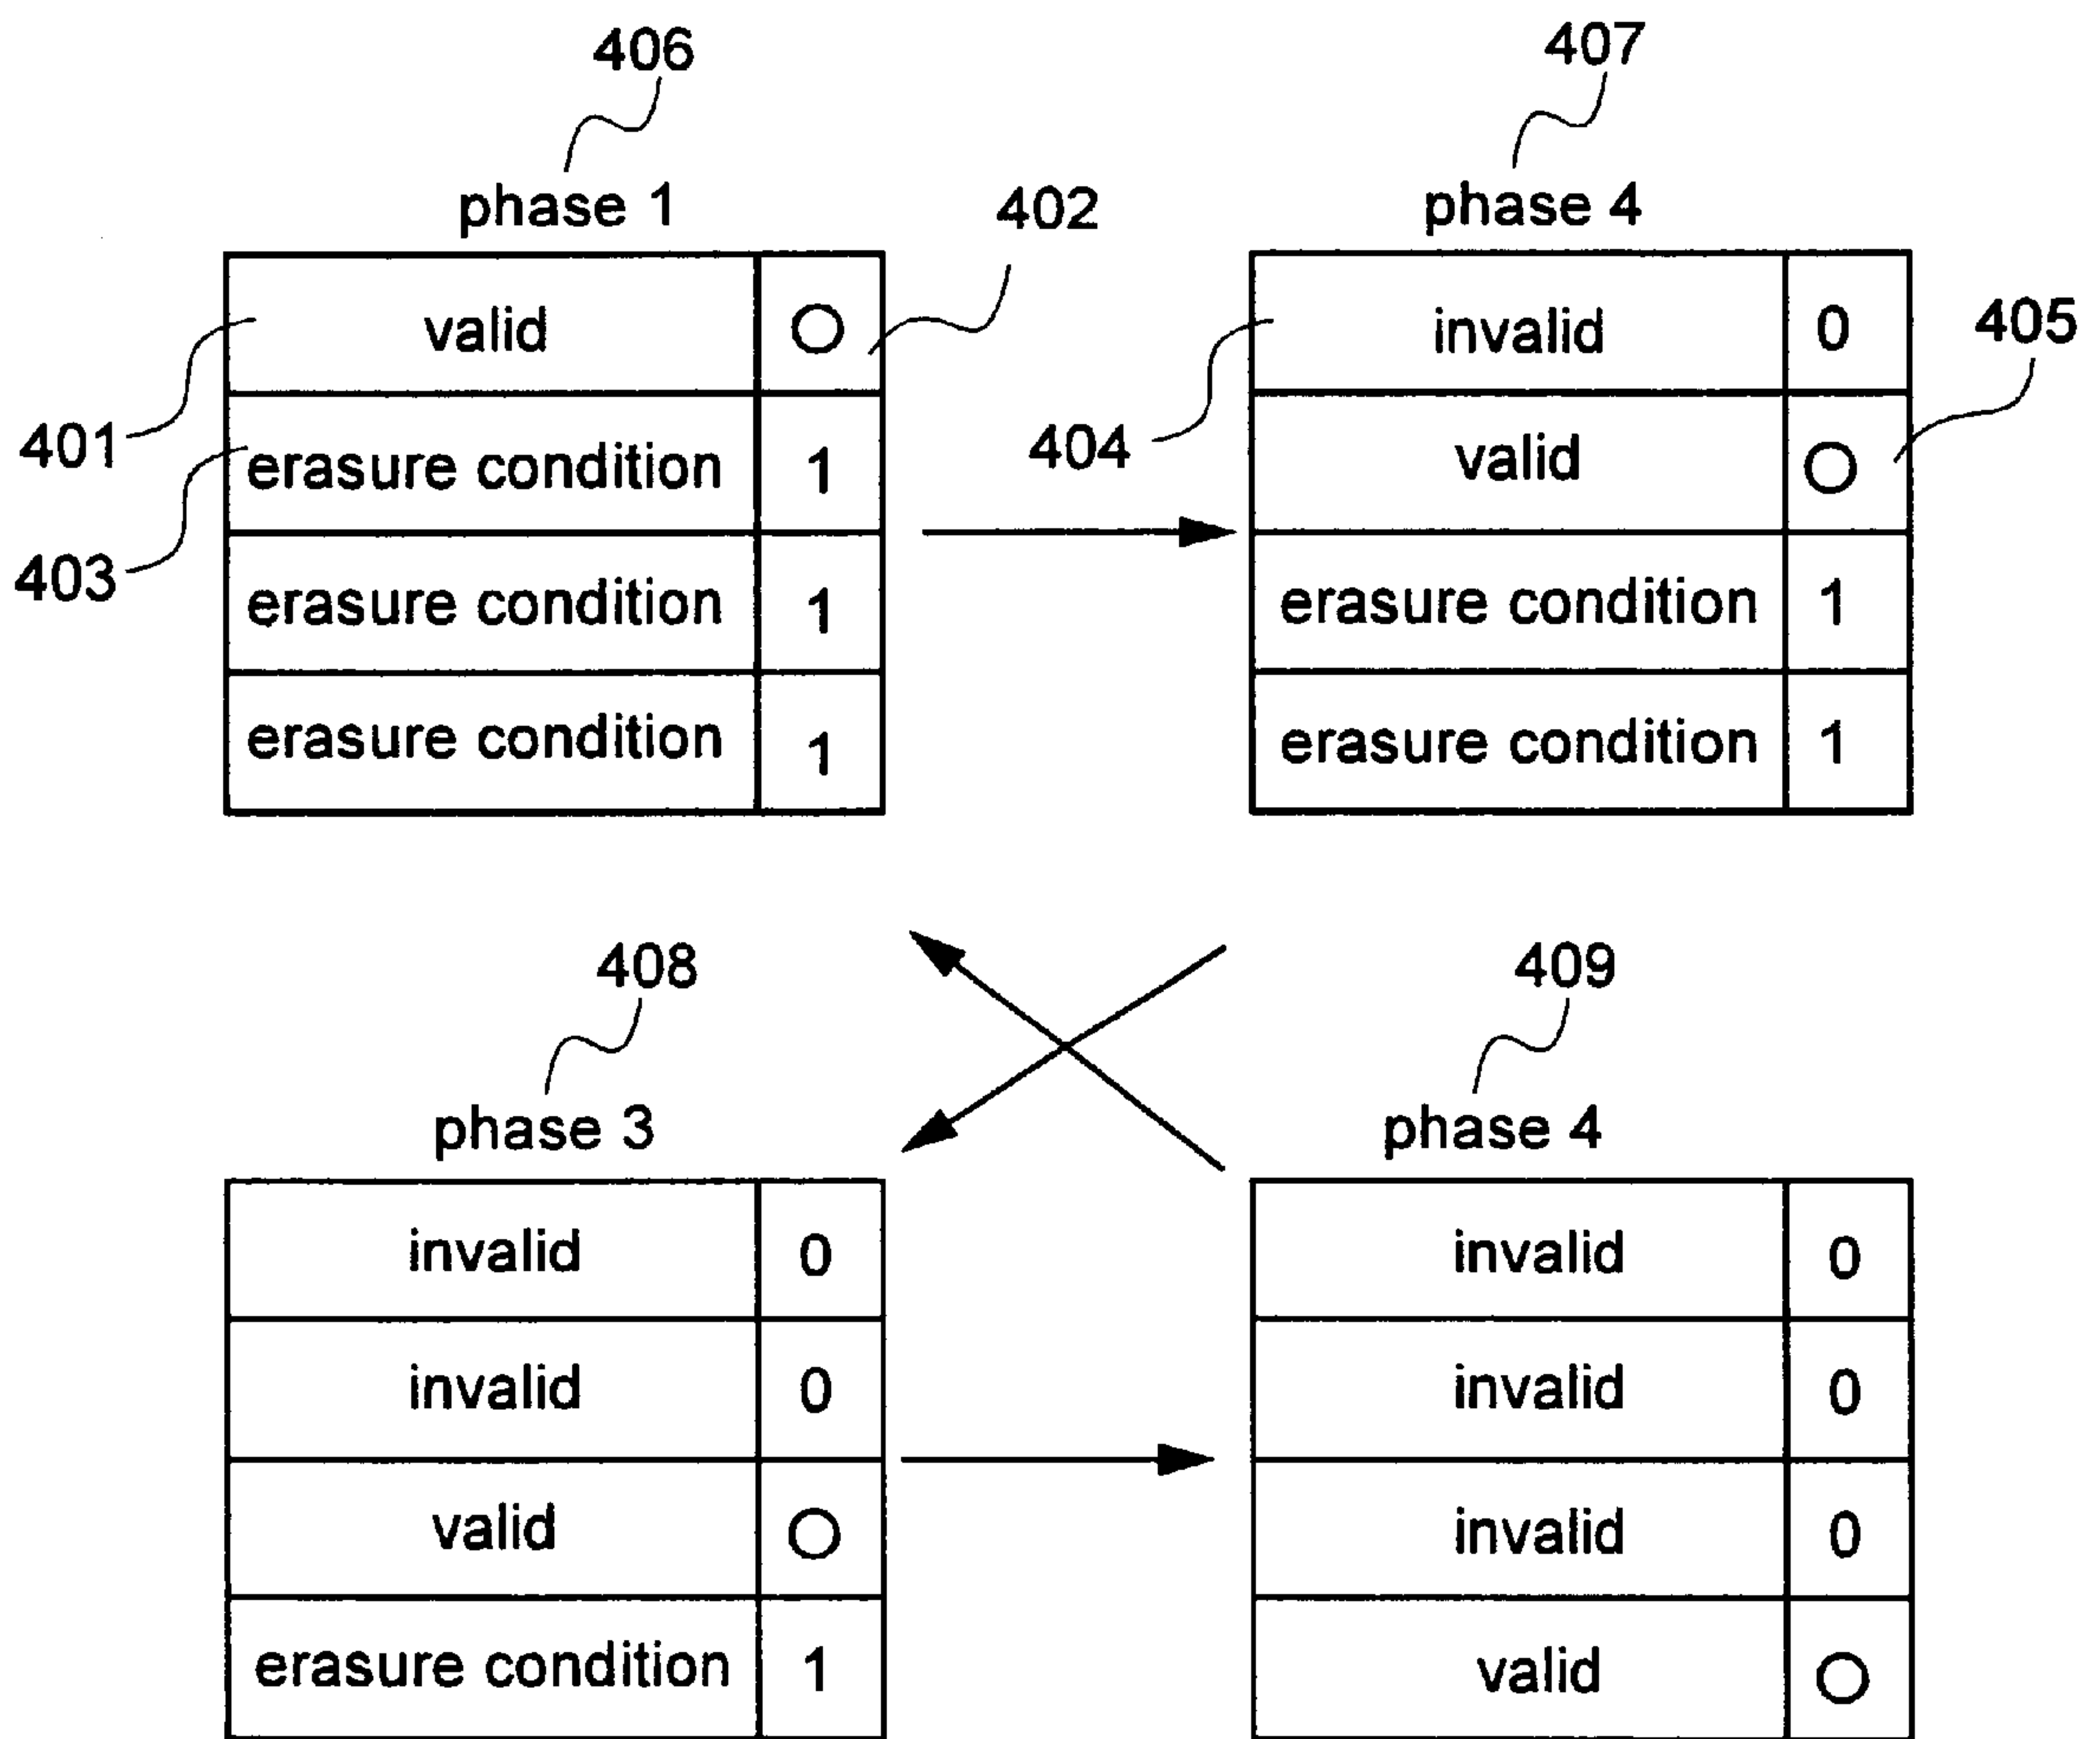 406
407
phase 1
402
phase 4
valid ○
invalid 0
405
401
erasure condition 1
404
valid ○
403
erasure condition 1
erasure condition 1
erasure condition 1
erasure condition 1
408
409
phase 3
phase 4
invalid 0
invalid 0
invalid 0
invalid 0
valid ○
invalid 0
erasure condition 1
valid ○